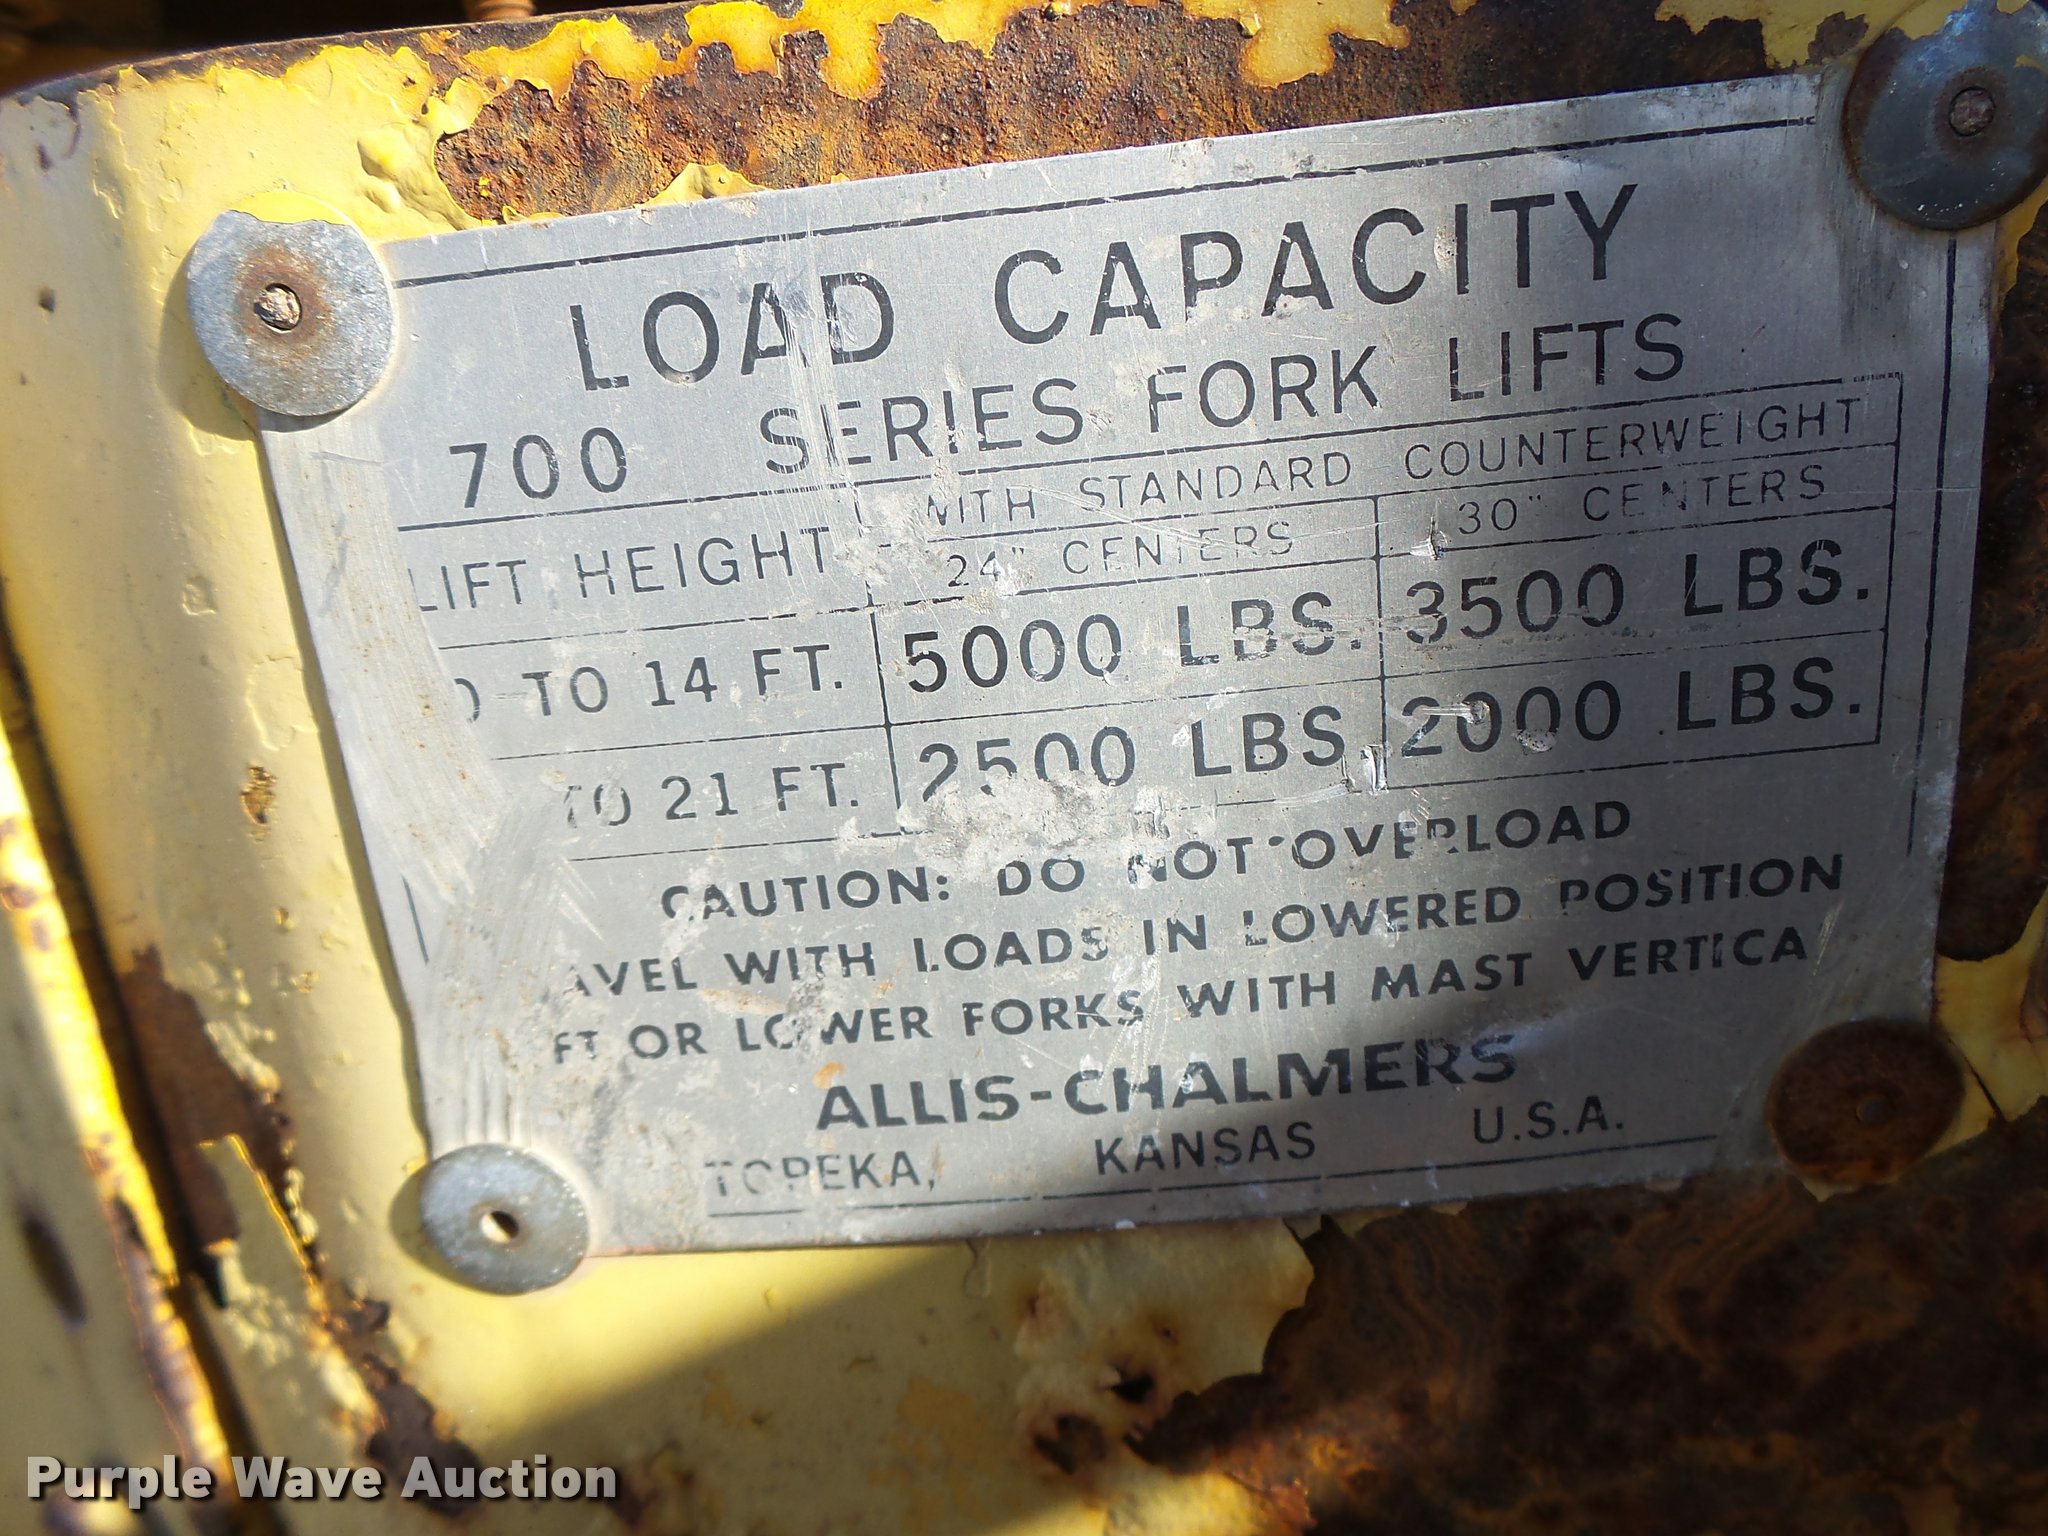 LOAD CAPACITY
700 SERIES FORK LIFTS
WITH STANDARD COUNTERWEIGHT
LIFT HEIGHT 24" CENTERS 30" CENTERS
TO 14 FT. 5000 LBS. 3500 LBS.
TO 21 FT. 2500 LBS. 2000 LBS.
CAUTION: DO NOT OVERLOAD
AVEL WITH LOADS IN LOWERED POSITION
FT OR LOWER FORKS WITH MAST VERTICA
ALLIS-CHALMERS
TOPEKA, KANSAS U.S.A.
Purple Wave Auction